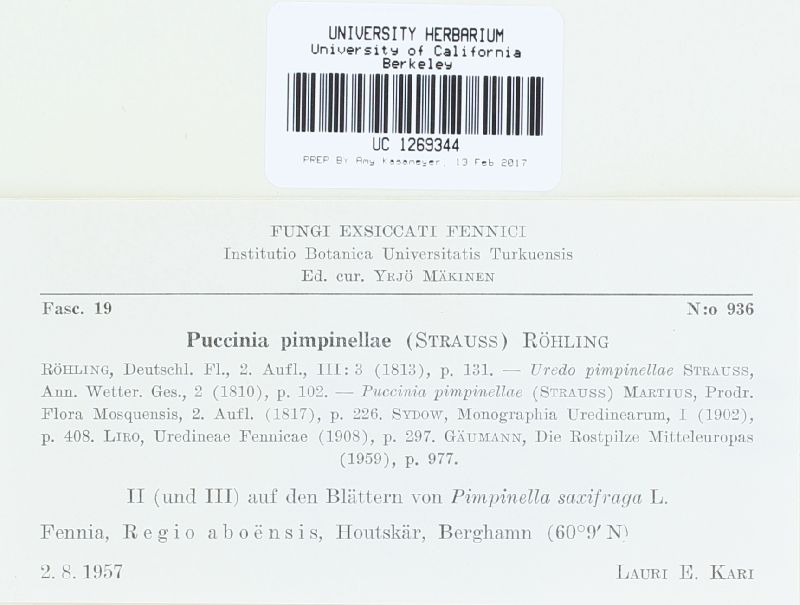 UNIVERSITY HERBARIUM
University of California
Berkeley
UC 1269344
PREP BY Amy Kasameyer, 13 Feb 2017
FUNGI EXSICCATI FENNICI
Institutio Botanica Universitatis Turkuensis
Ed. cur. YRJÖ MÄKINEN
Fasc. 19 N:o 936
Puccinia pimpinellae (STRAUSS) RÖHLING
RÖHLING, Deutschl. Fl., 2. Aufl., III: 3 (1813), p. 131. — Uredo pimpinellae STRAUSS,
Ann. Wetter. Ges., 2 (1810), p. 102. — Puccinia pimpinellae (STRAUSS) MARTIUS, Prodr.
Flora Mosquensis, 2. Aufl. (1817), p. 226. SYDOW, Monographia Uredinearum, I (1902),
p. 408. LIRO, Uredineae Fennicae (1908), p. 297. GÄUMANN, Die Rostpilze Mitteleuropas
(1959), p. 977.
II (und III) auf den Blättern von Pimpinella saxifraga L.
Fennia, Regio aboënsis, Houtskär, Berghamn (60°9′ N)
2. 8. 1957 LAURI E. KARI